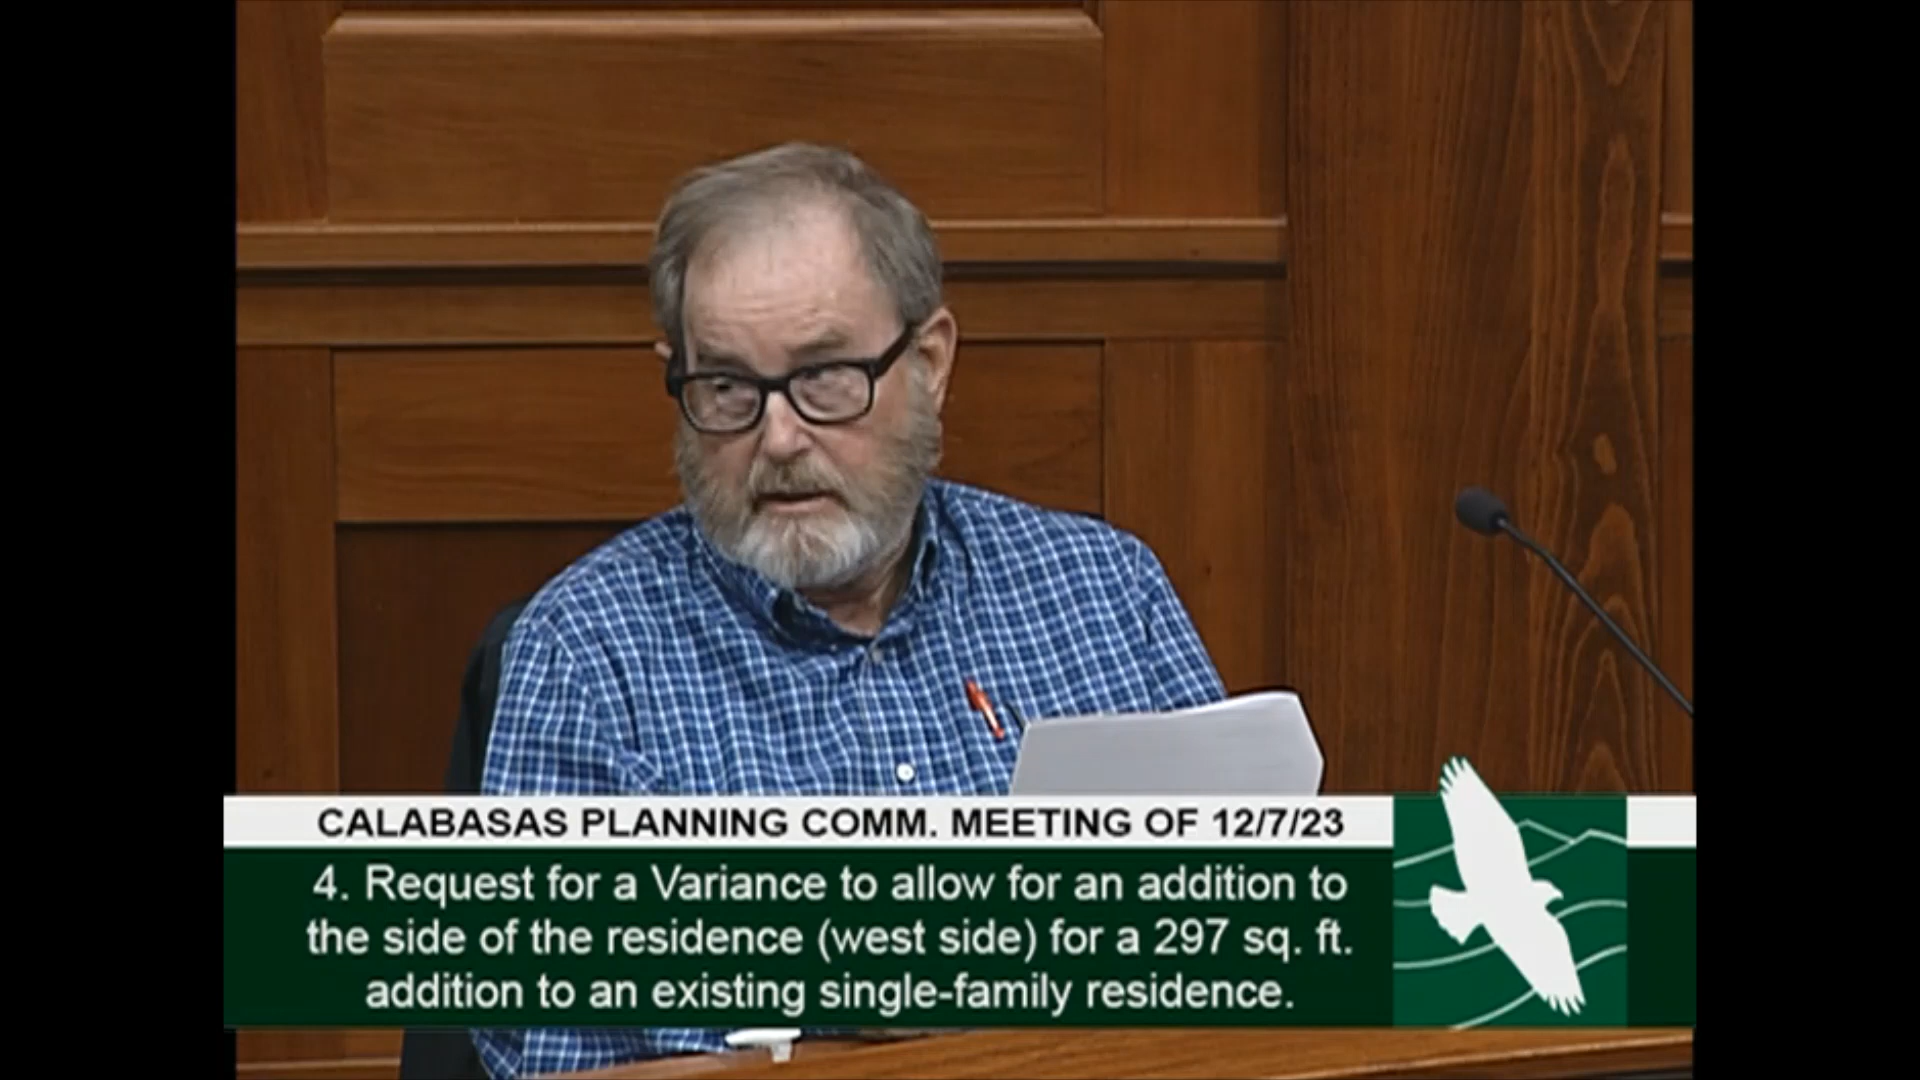 CALABASAS PLANNING COMM. MEETING OF 12/7/23
4. Request for a Variance to allow for an addition to
the side of the residence (west side) for a 297 sq. ft.
addition to an existing single-family residence.